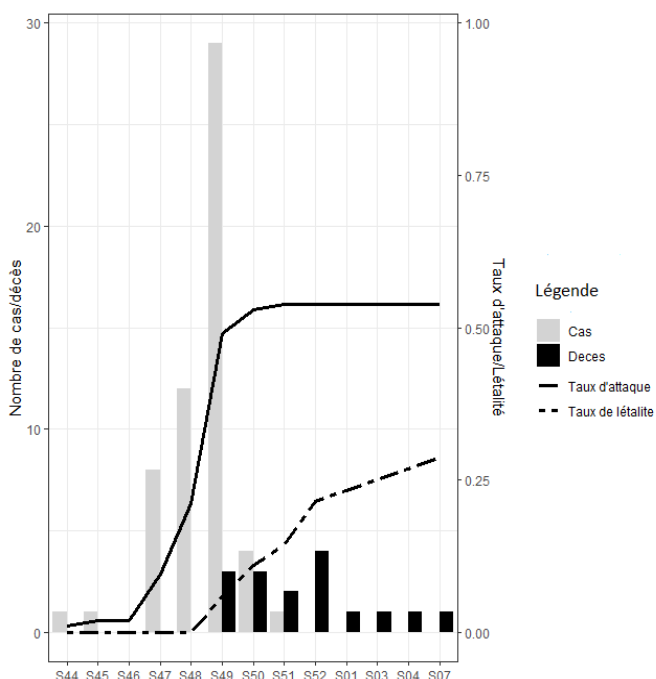 30
20
10
0
Nombre de cas/décès
1.00
0.75
0.50
0.25
0.00
Taux d'attaque/Létalité
S44 S45 S46 S47 S48 S49 S50 S51 S52 S01 S03 S04 S07
Légende
Cas
Deces
Taux d'attaque
Taux de létalite